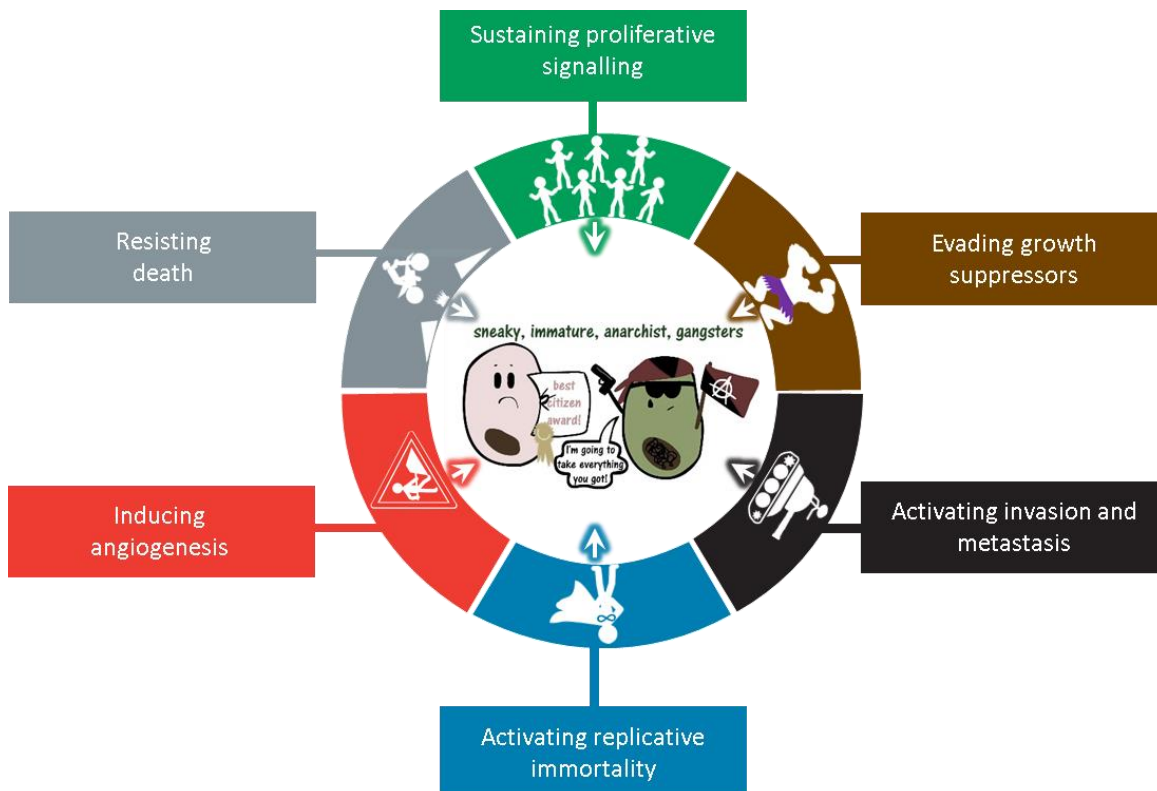 Sustaining proliferative
signalling
Resisting
death
Evading growth
suppressors
sneaky, immature, anarchist, gangsters
best
citizen
award!
I'm going to
take everything
you got!
Inducing
angiogenesis
Activating invasion and
metastasis
Activating replicative
immortality